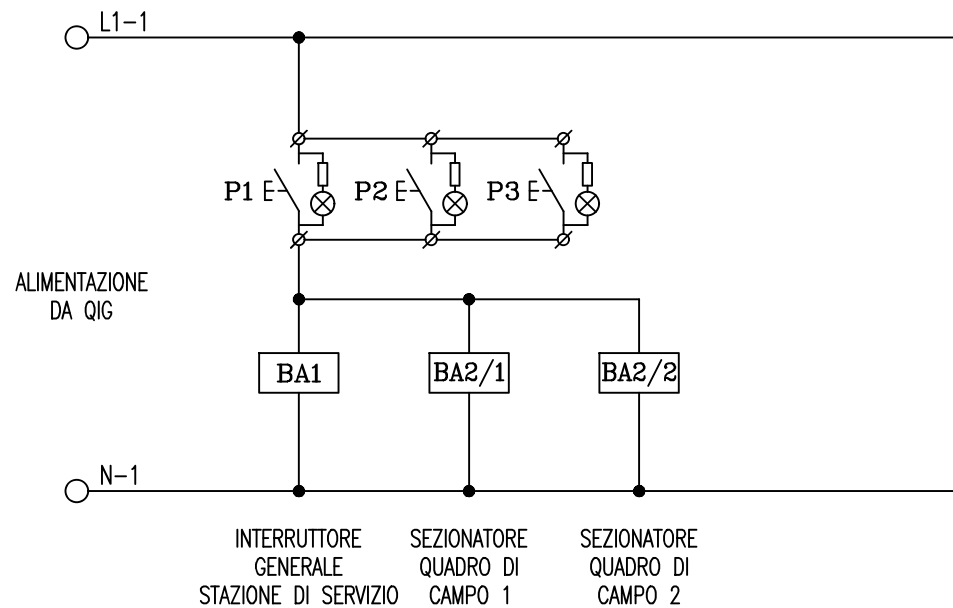 L1-1
P1
P2
P3
ALIMENTAZIONE
DA QIG
BA1
BA2/1
BA2/2
N-1
INTERRUTTORE
GENERALE
STAZIONE DI SERVIZIO
SEZIONATORE
QUADRO DI
CAMPO 1
SEZIONATORE
QUADRO DI
CAMPO 2